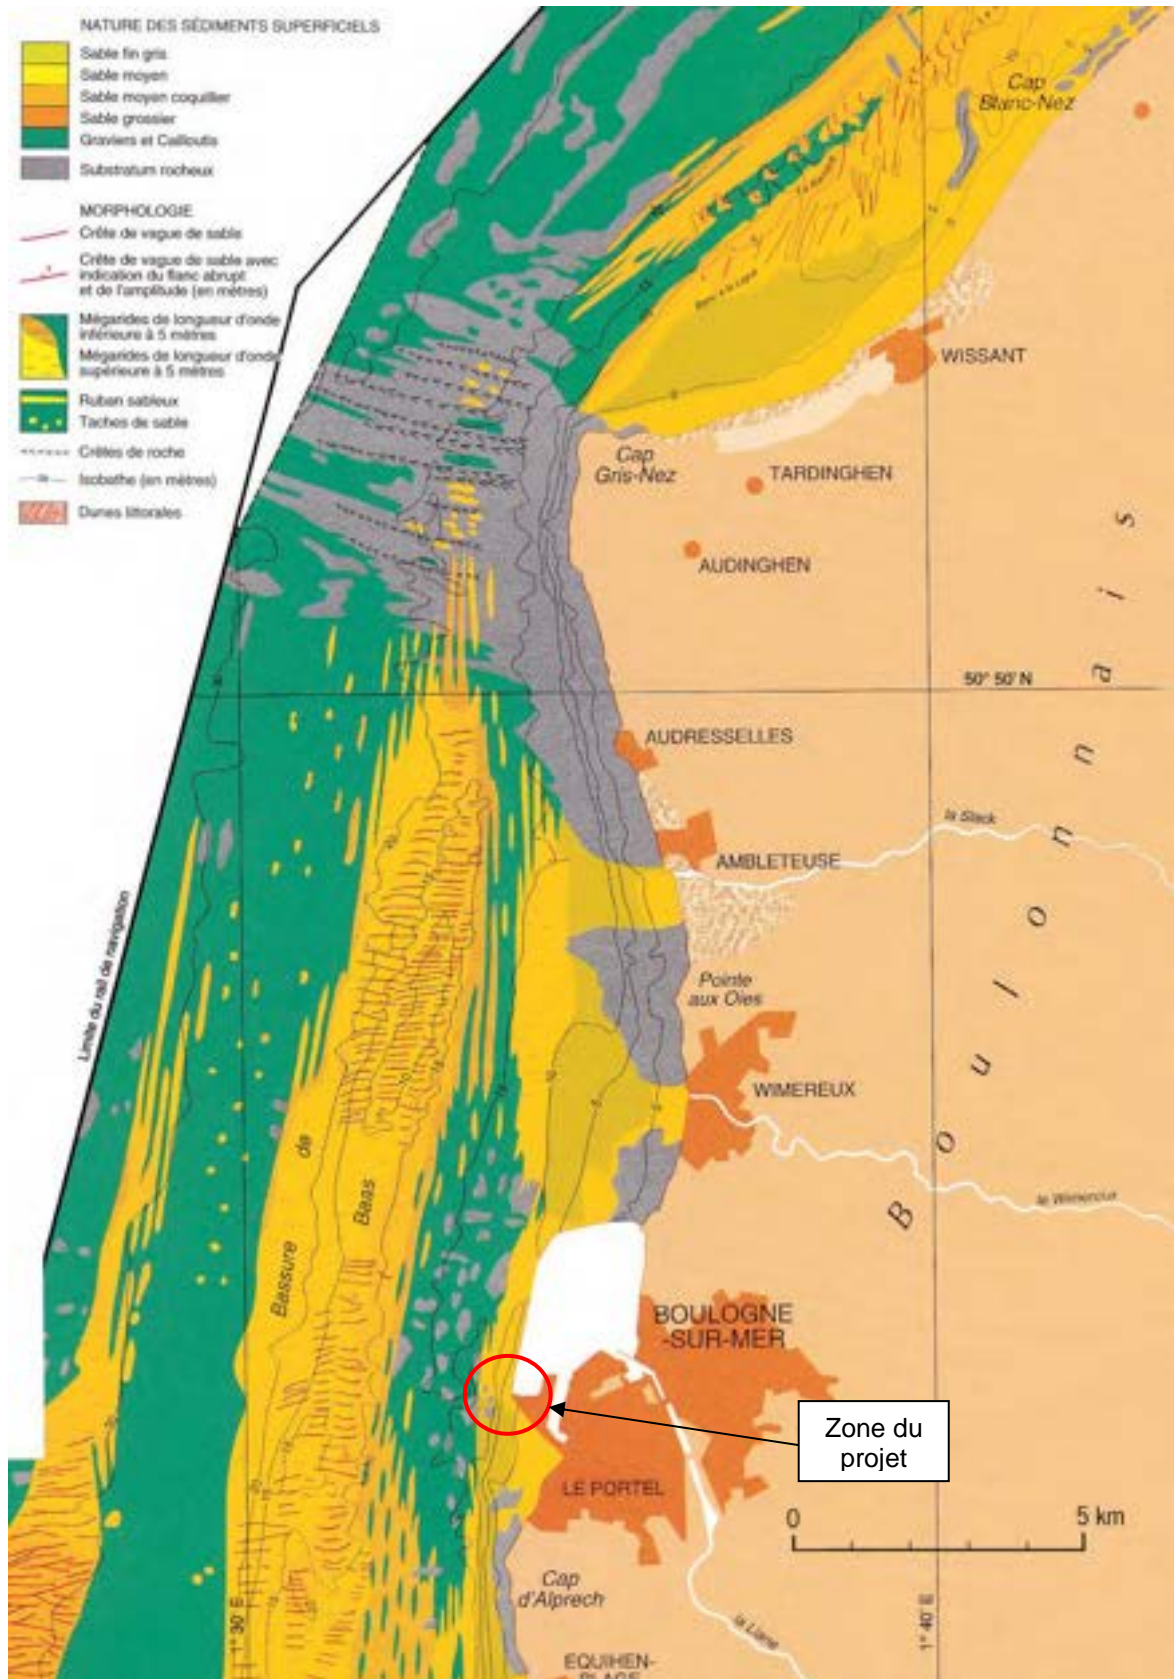 NATURE DES SÉDIMENTS SUPERFICIELS
Sable fin gris
Sable moyen
Sable moyen coquillier
Sable grossier
Graviers et Cailloutis
Substratum rocheux
MORPHOLOGIE
Crête de vague de sable
Crête de vague de sable avec
indication du flanc abrupt
et de l'amplitude (en mètres)
Mégarides de longueur d'onde
inférieure à 5 mètres
Mégarides de longueur d'onde
supérieure à 5 mètres
Ruban sableux
Taches de sable
Crêtes de roche
Isobathe (en mètres)
Dunes littorales
Cap
Blanc-Nez
WISSANT
Cap
Gris-Nez
TARDINGHEN
AUDINGHEN
50° 50' N
AUDRESSELLES
la Slack
AMBLETEUSE
Limite du rail de navigation
Pointe
aux Oies
WIMEREUX
le Wimereux
Boulonnais
Bassure de Baas
BOULOGNE
-SUR-MER
Zone du
projet
LE PORTEL
0 5 km
Cap
d'Alprech
la Liane
1° 30' E
1° 40' E
EQUIHEN-
PLAGE